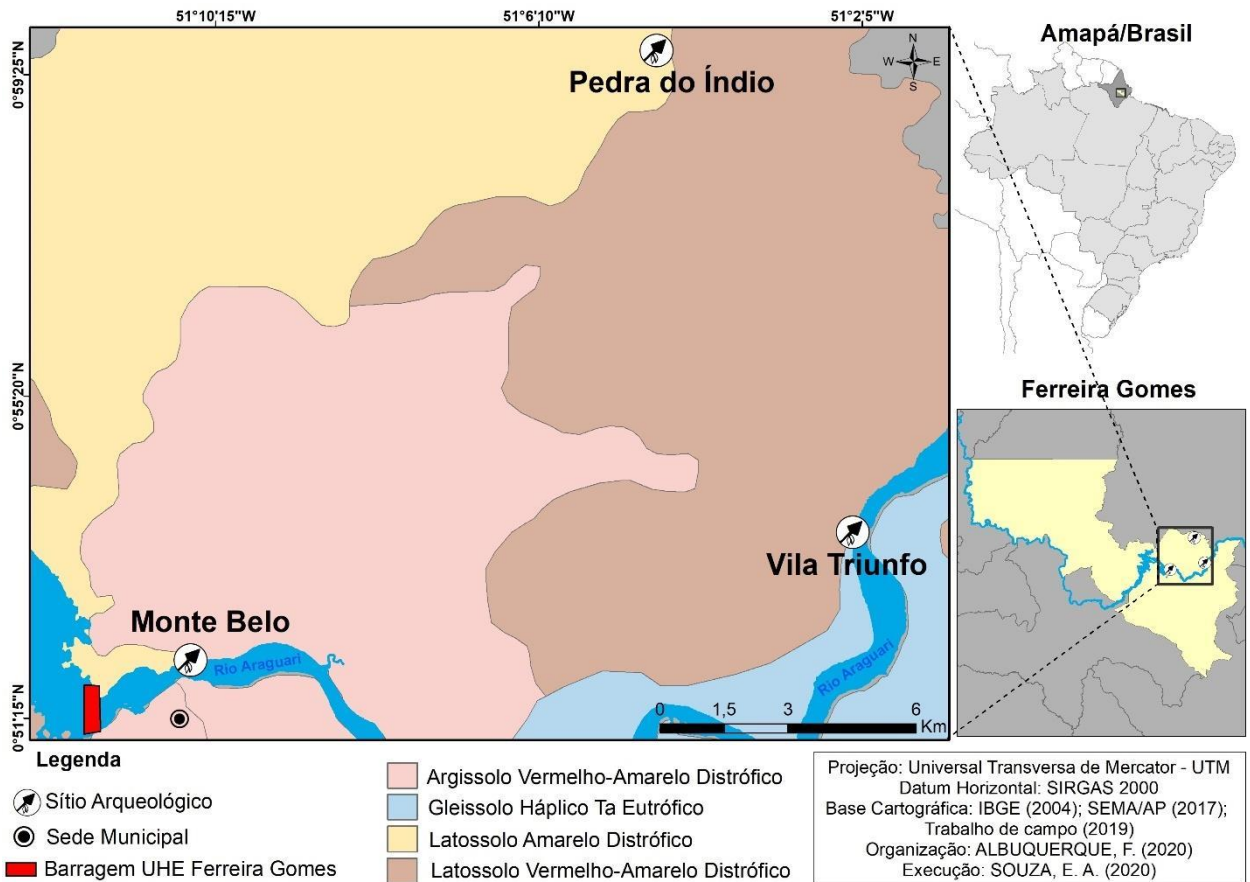 51°10'15"W
51°6'10"W
51°2'5"W
0°59'25"N
0°55'20"N
0°51'15"N
N
W E
S
Pedra do Índio
Vila Triunfo
Monte Belo
Rio Araguari
Rio Araguari
0 1,5 3 6
Km
Amapá/Brasil
Ferreira Gomes
Legenda
Sítio Arqueológico
Sede Municipal
Barragem UHE Ferreira Gomes
Argissolo Vermelho-Amarelo Distrófico
Gleissolo Háplico Ta Eutrófico
Latossolo Amarelo Distrófico
Latossolo Vermelho-Amarelo Distrófico
Projeção: Universal Transversa de Mercator - UTM
Datum Horizontal: SIRGAS 2000
Base Cartográfica: IBGE (2004); SEMA/AP (2017);
Trabalho de campo (2019)
Organização: ALBUQUERQUE, F. (2020)
Execução: SOUZA, E. A. (2020)